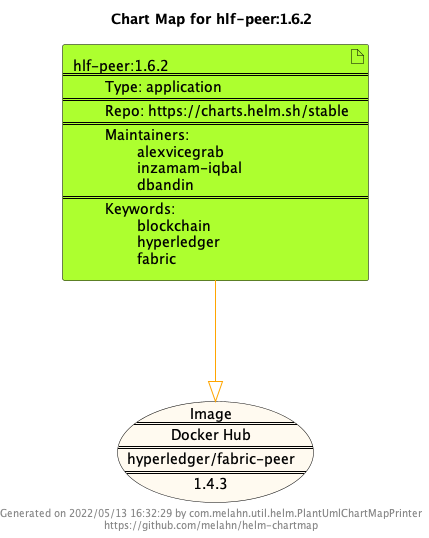 Chart Map for hlf-peer:1.6.2
hlf-peer:1.6.2
Type: application
Repo: https://charts.helm.sh/stable
Maintainers:
alexvicegrab
inzamam-iqbal
dbandin
Keywords:
blockchain
hyperledger
fabric
Image
Docker Hub
hyperledger/fabric-peer
1.4.3
Generated on 2022/05/13 16:32:29 by com.melahn.util.helm.PlantUmlChartMapPrinter
https://github.com/melahn/helm-chartmap